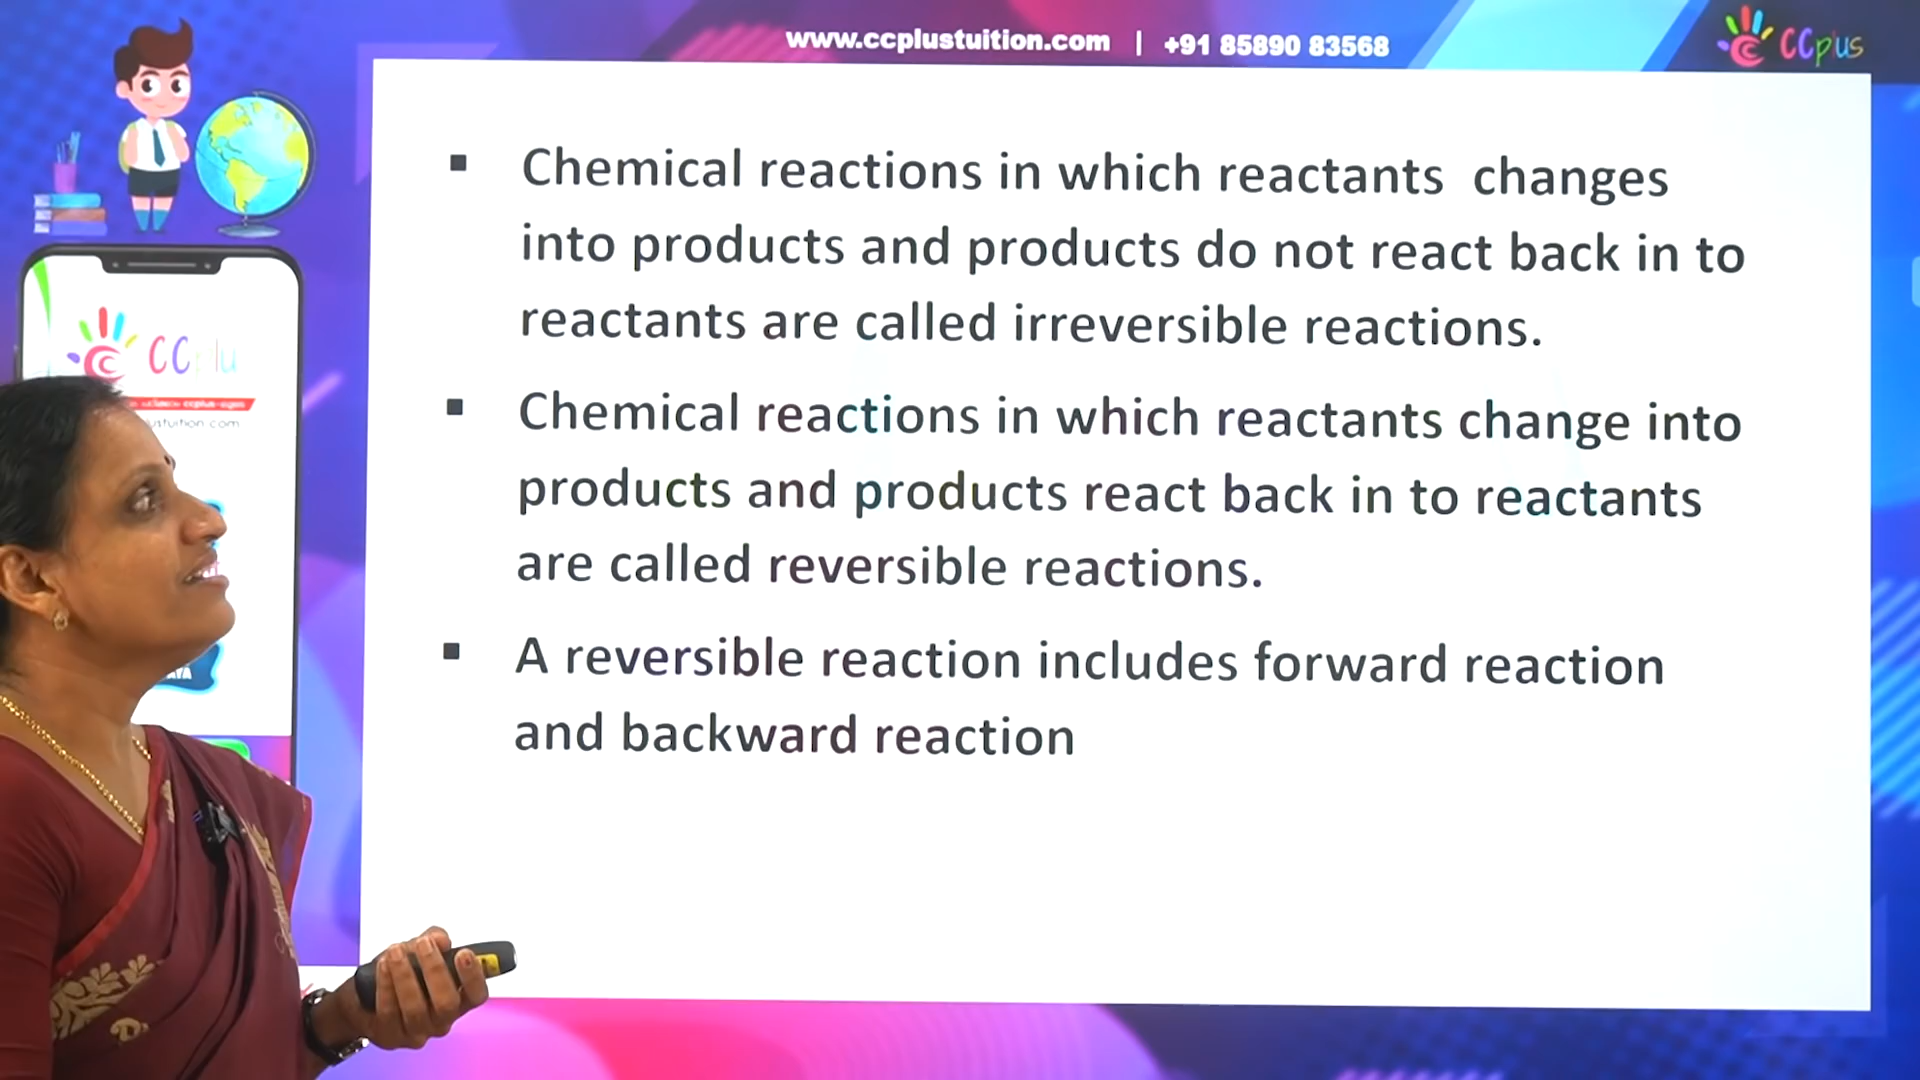 www.ccplustuition.com | +91 85890 83568
CCplus
▪ Chemical reactions in which reactants changes
into products and products do not react back in to
reactants are called irreversible reactions.
▪ Chemical reactions in which reactants change into
products and products react back in to reactants
are called reversible reactions.
▪ A reversible reaction includes forward reaction
and backward reaction
CCplu